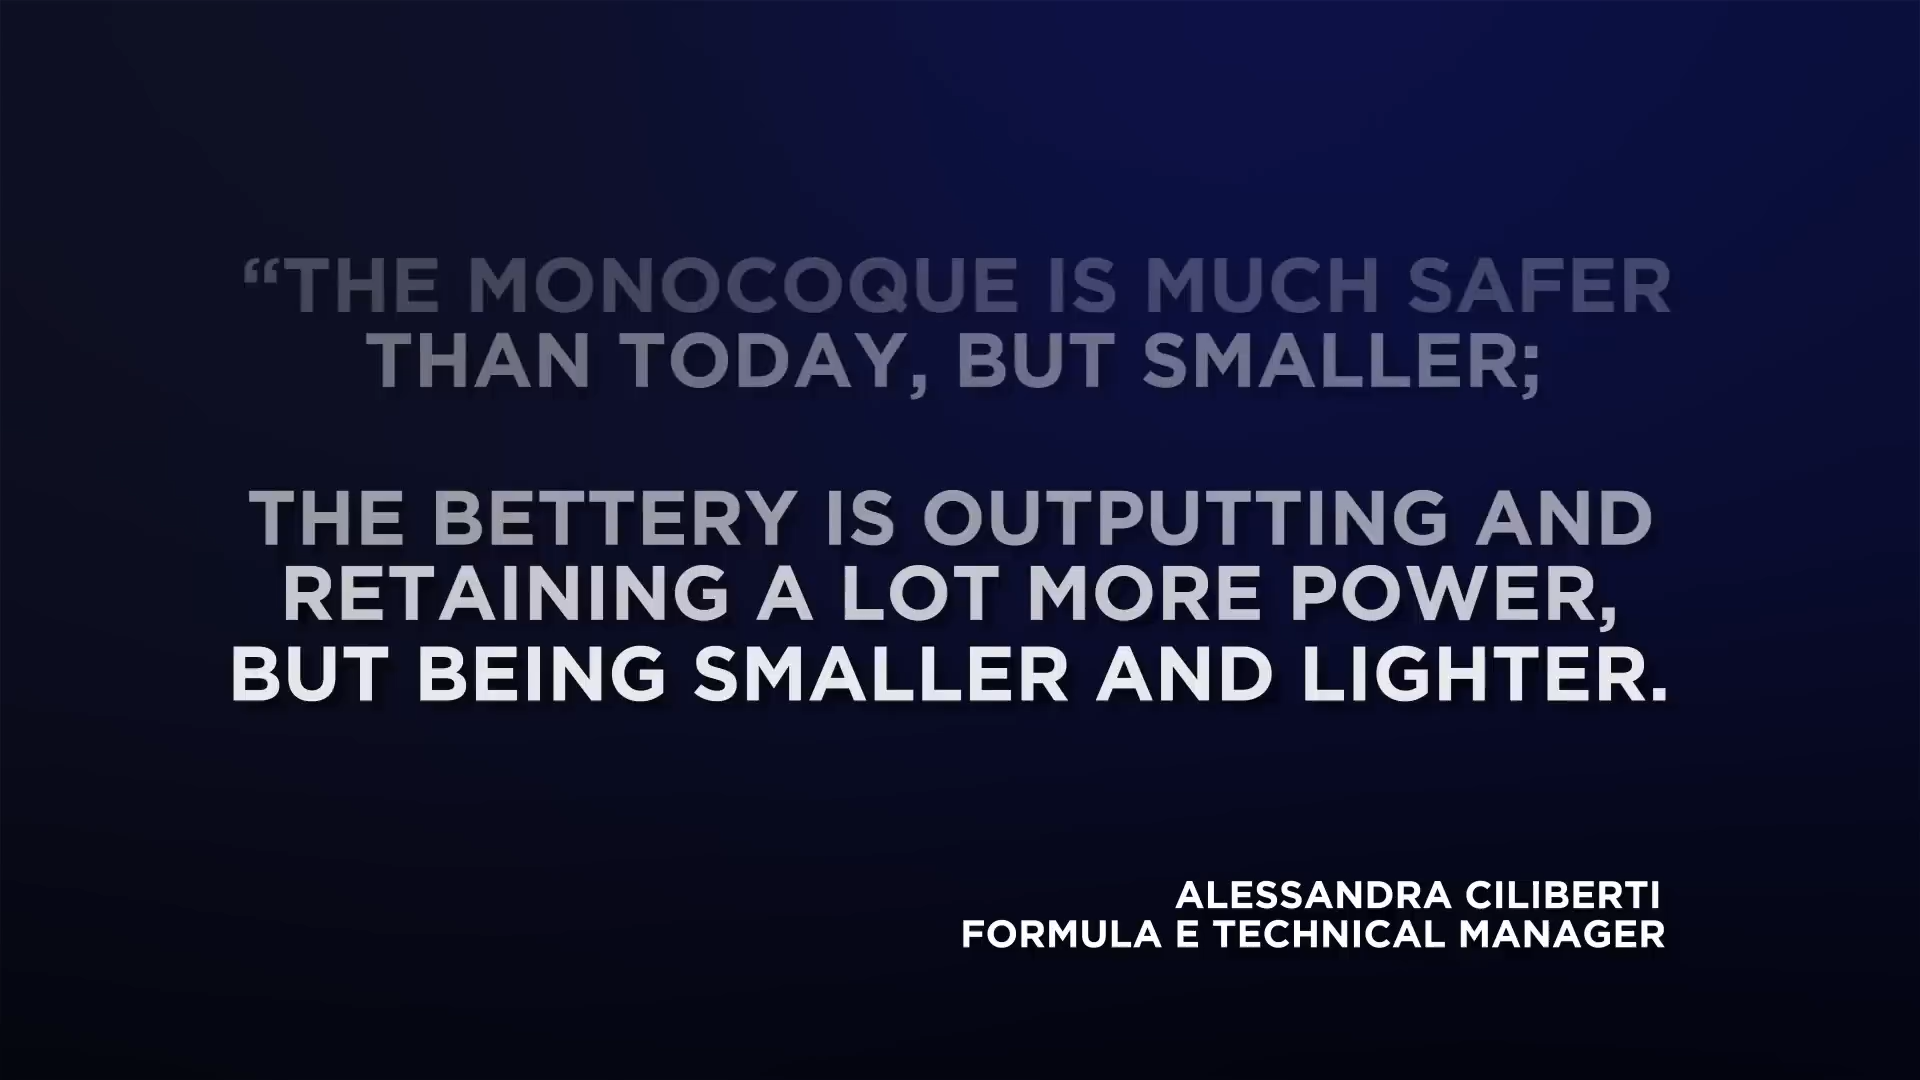 “THE MONOCOQUE IS MUCH SAFER
THAN TODAY, BUT SMALLER;
THE BETTERY IS OUTPUTTING AND
RETAINING A LOT MORE POWER,
BUT BEING SMALLER AND LIGHTER.
ALESSANDRA CILIBERTI
FORMULA E TECHNICAL MANAGER